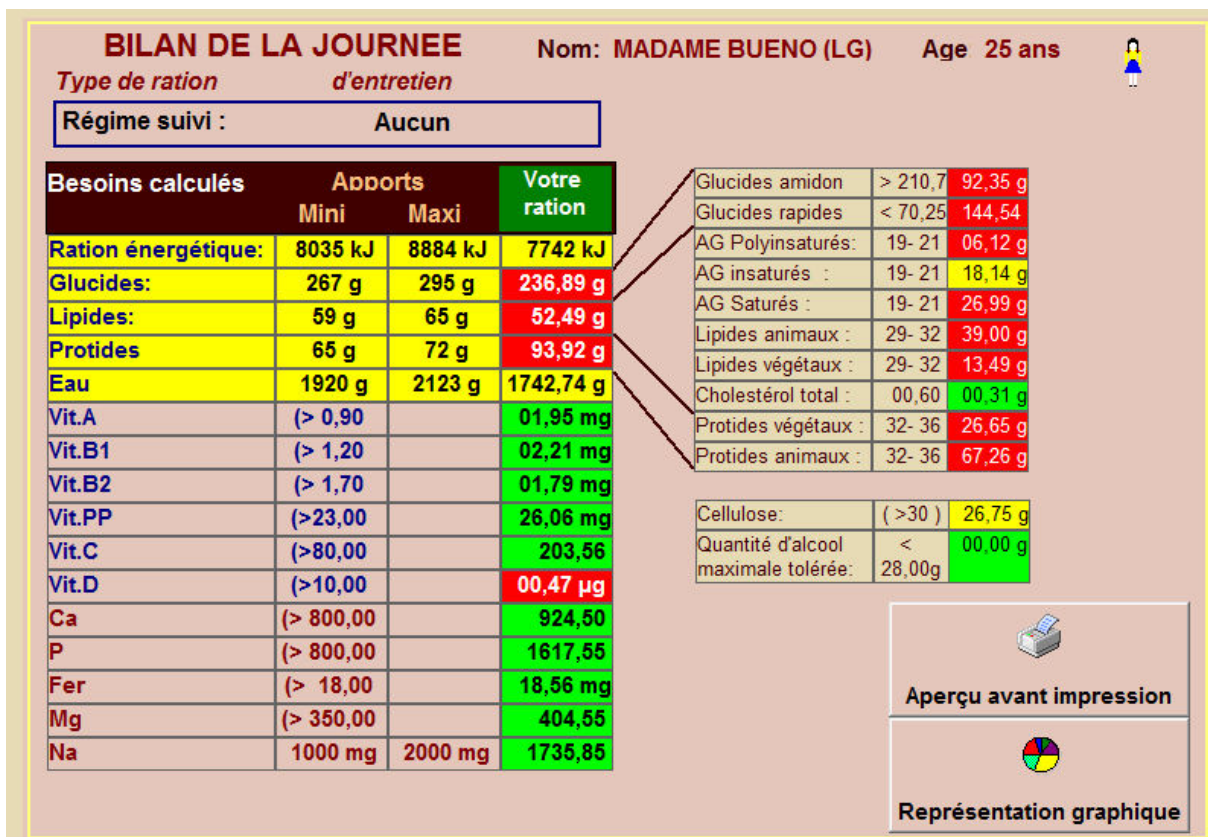 BILAN DE LA JOURNEE Nom: MADAME BUENO (LG) Age 25 ans
Type de ration d'entretien
Régime suivi : Aucun
Besoins calculés Apports Votre
Mini Maxi ration
Ration énergétique: 8035 kJ 8884 kJ 7742 kJ
Glucides: 267 g 295 g 236,89 g
Lipides: 59 g 65 g 52,49 g
Protides 65 g 72 g 93,92 g
Eau 1920 g 2123 g 1742,74 g
Vit.A (> 0,90 01,95 mg
Vit.B1 (> 1,20 02,21 mg
Vit.B2 (> 1,70 01,79 mg
Vit.PP (>23,00 26,06 mg
Vit.C (>80,00 203,56
Vit.D (>10,00 00,47 µg
Ca (> 800,00 924,50
P (> 800,00 1617,55
Fer (> 18,00 18,56 mg
Mg (> 350,00 404,55
Na 1000 mg 2000 mg 1735,85
Glucides amidon > 210,7 92,35 g
Glucides rapides < 70,25 144,54
AG Polyinsaturés: 19- 21 06,12 g
AG insaturés : 19- 21 18,14 g
AG Saturés : 19- 21 26,99 g
Lipides animaux : 29- 32 39,00 g
Lipides végétaux : 29- 32 13,49 g
Cholestérol total : 00,60 00,31 g
Protides végétaux : 32- 36 26,65 g
Protides animaux : 32- 36 67,26 g
Cellulose: ( >30 ) 26,75 g
Quantité d'alcool < 00,00 g
maximale tolérée: 28,00g
Aperçu avant impression
Représentation graphique